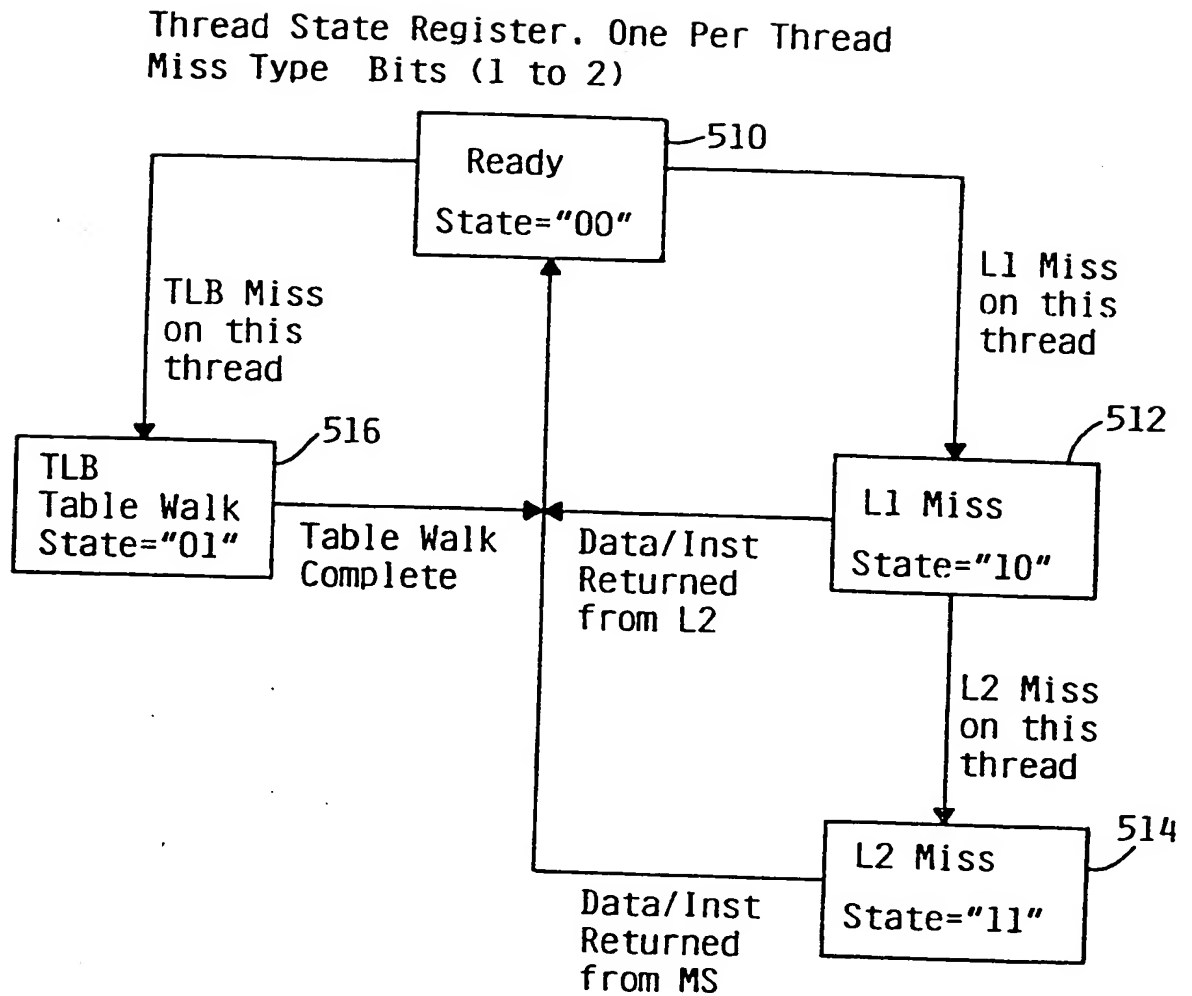 Thread State Register. One Per Thread
Miss Type Bits (1 to 2)
510
Ready
State="00"
TLB Miss
on this
thread
L1 Miss
on this
thread
516
512
TLB
Table Walk
State="01"
Table Walk
Complete
Data/Inst
Returned
from L2
L1 Miss
State="10"
L2 Miss
on this
thread
514
L2 Miss
State="11"
Data/Inst
Returned
from MS